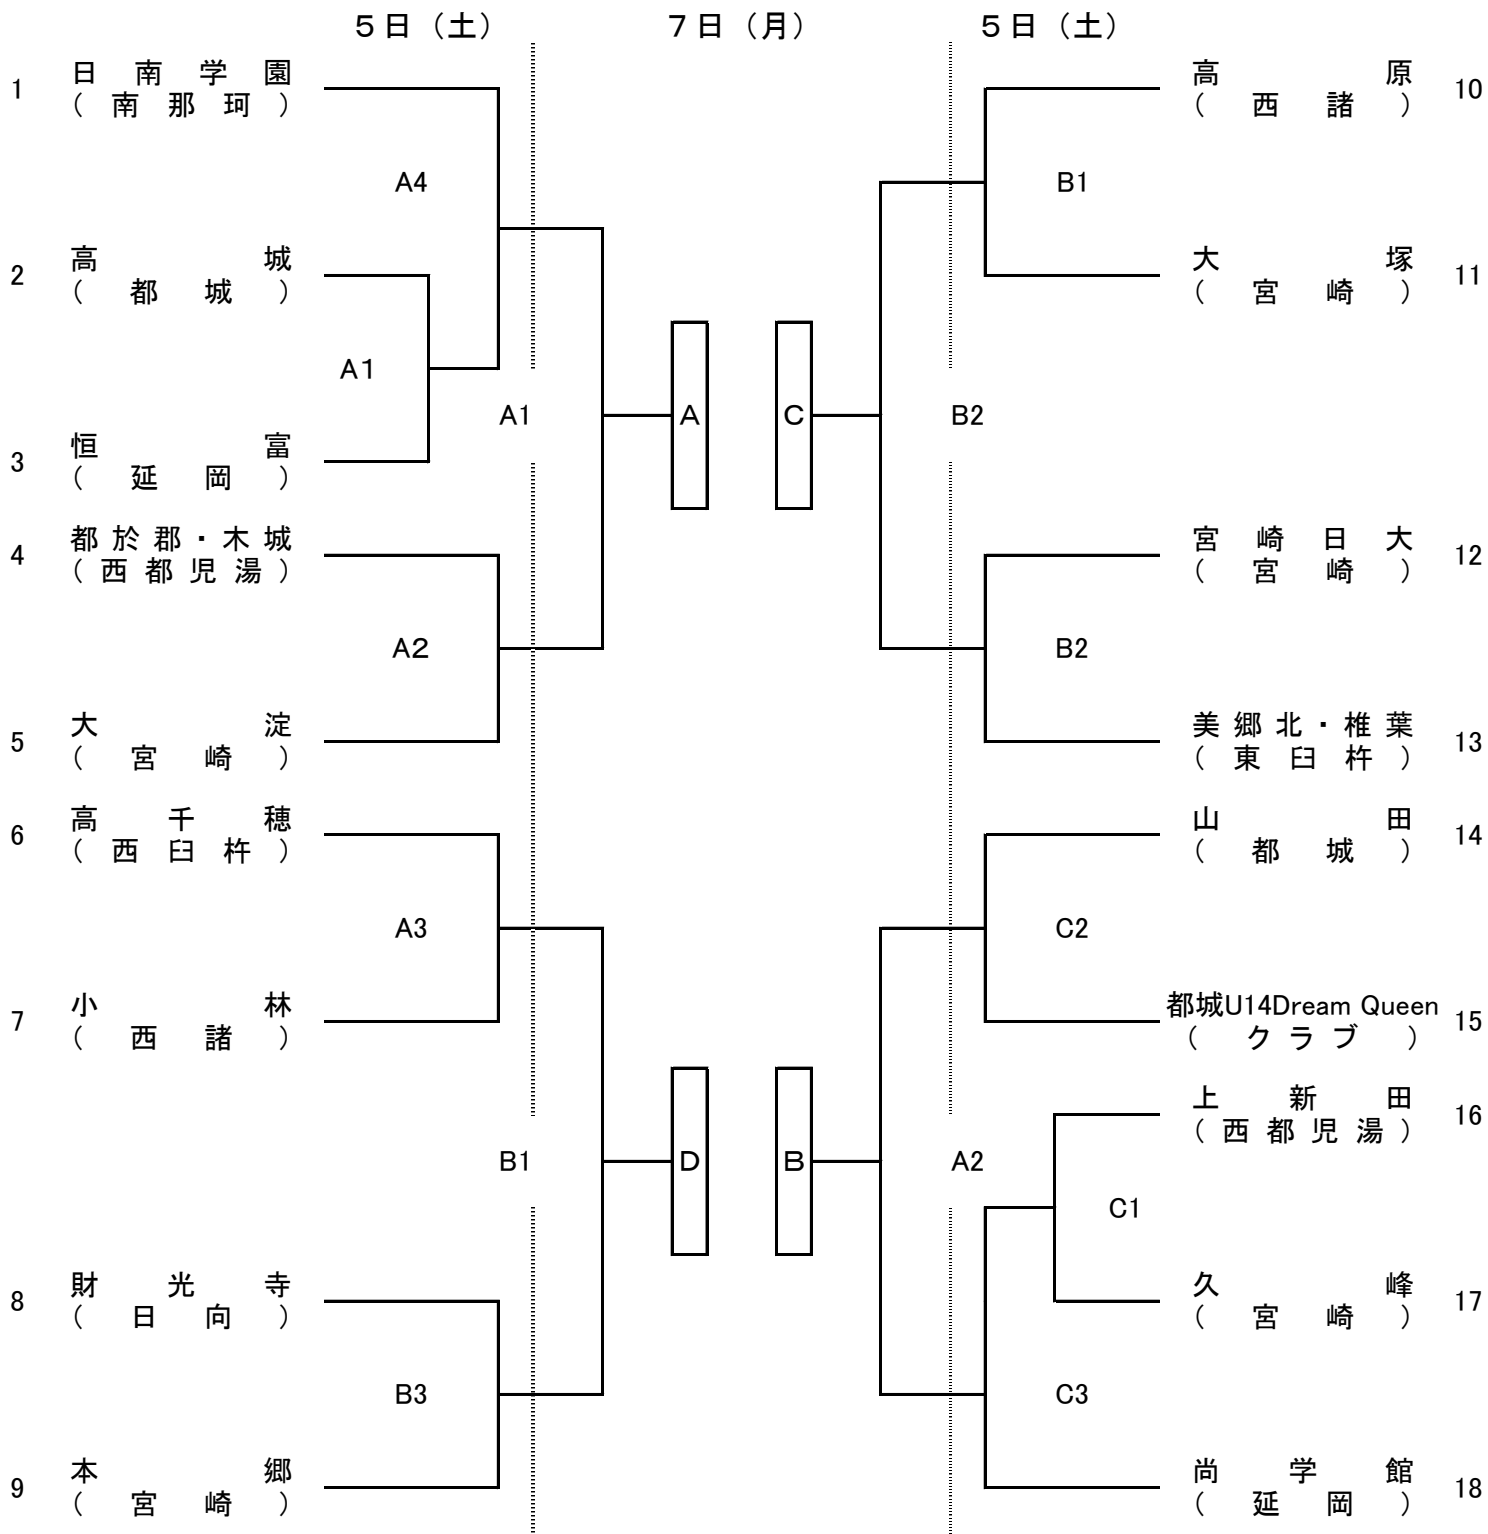 5日（土） 7日（月） 5日（土）
1 日南学園
（南那珂）
A4
2 高城
（都城）
A1
3 恒富
（延岡）
A1
4 都於郡・木城
（西都児湯）
A2
5 大淀
（宮崎）
6 高千穂
（西臼杵）
A3
7 小林
（西諸）
B1
8 財光寺
（日向）
B3
9 本郷
（宮崎）
A
D
C
B
高原 10
（西諸）
B1
大塚 11
（宮崎）
B2
宮崎日大 12
（宮崎）
B2
美郷北・椎葉 13
（東臼杵）
山田 14
（都城）
C2
都城U14Dream Queen 15
（クラブ）
上新田 16
（西都児湯）
A2
C1
久峰 17
（宮崎）
C3
尚学館 18
（延岡）